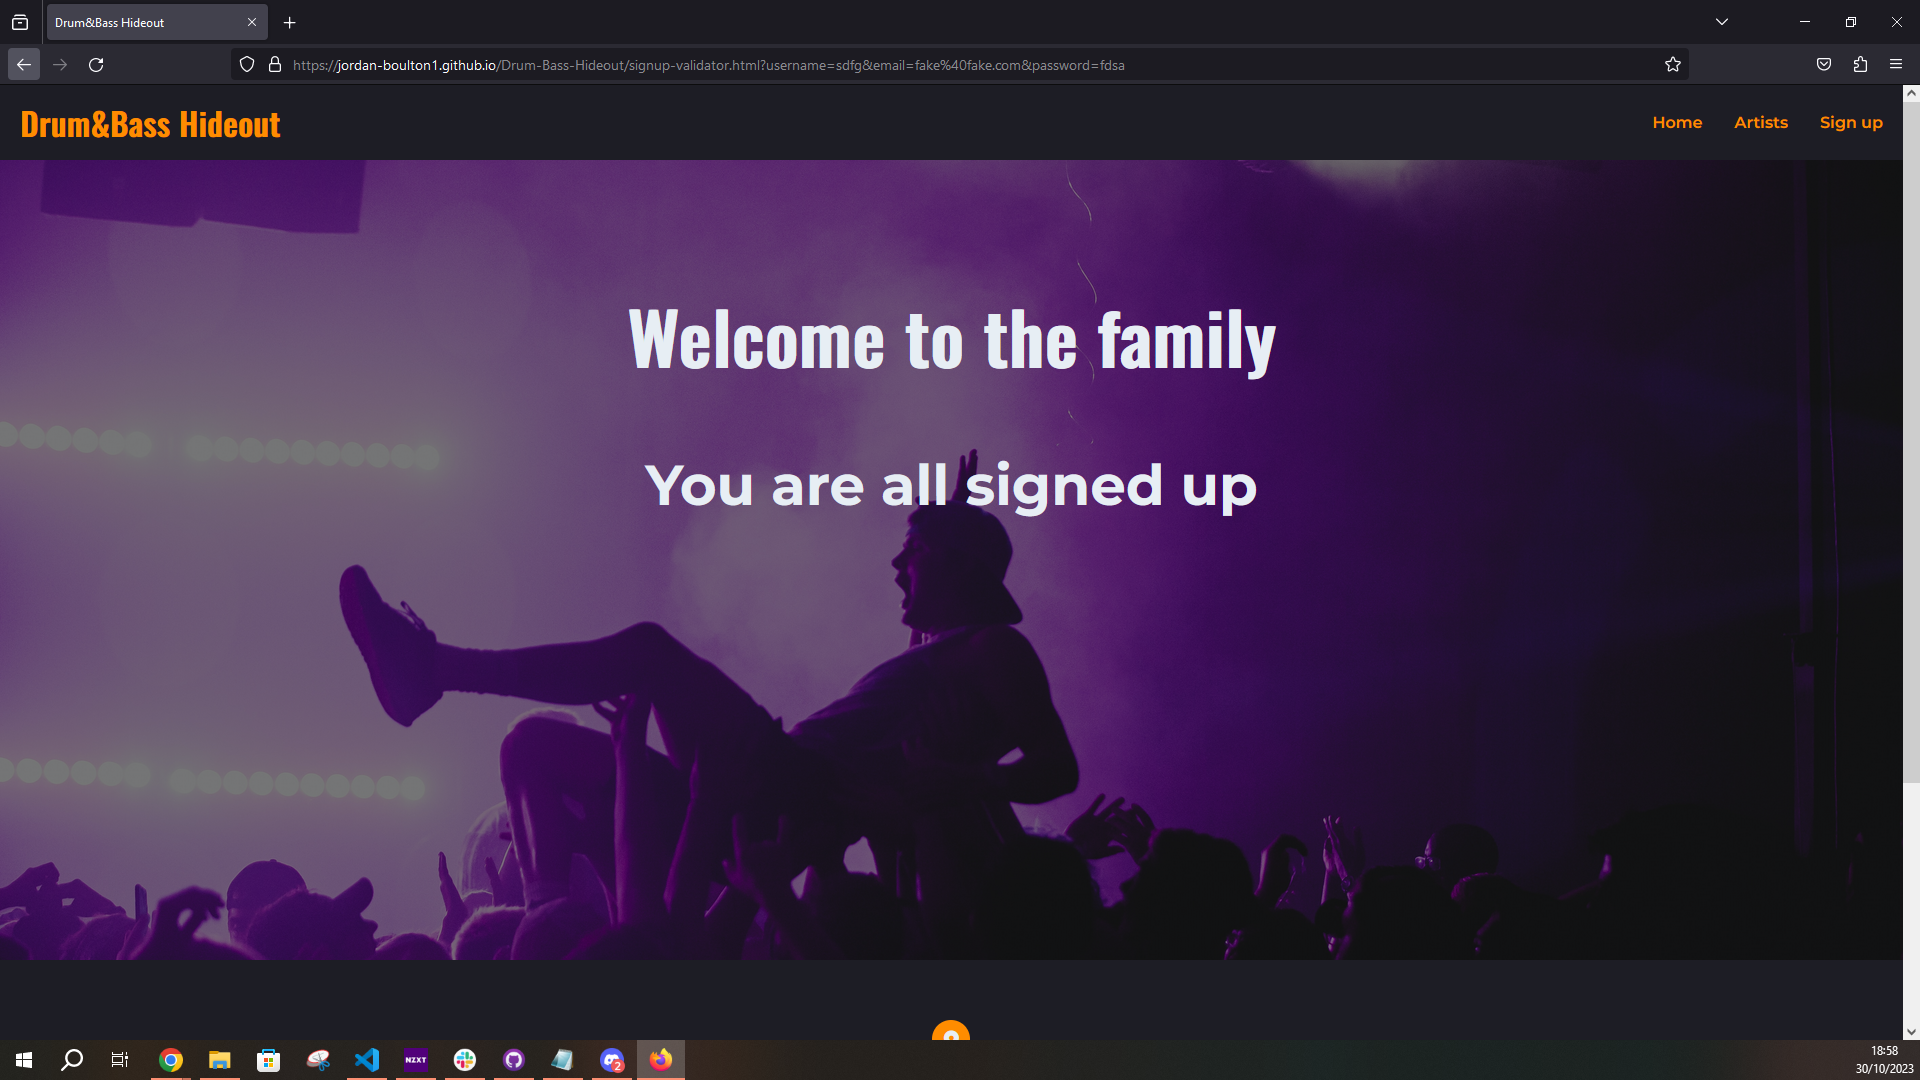 Drum&Bass Hideout
https://jordan-boulton1.github.io/Drum-Bass-Hideout/signup-validator.html?username=sdfg&email=fake%40fake.com&password=fdsa
Drum&Bass Hideout
Home
Artists
Sign up
Welcome to the family
You are all signed up
NZXT
2
18:58
30/10/2023